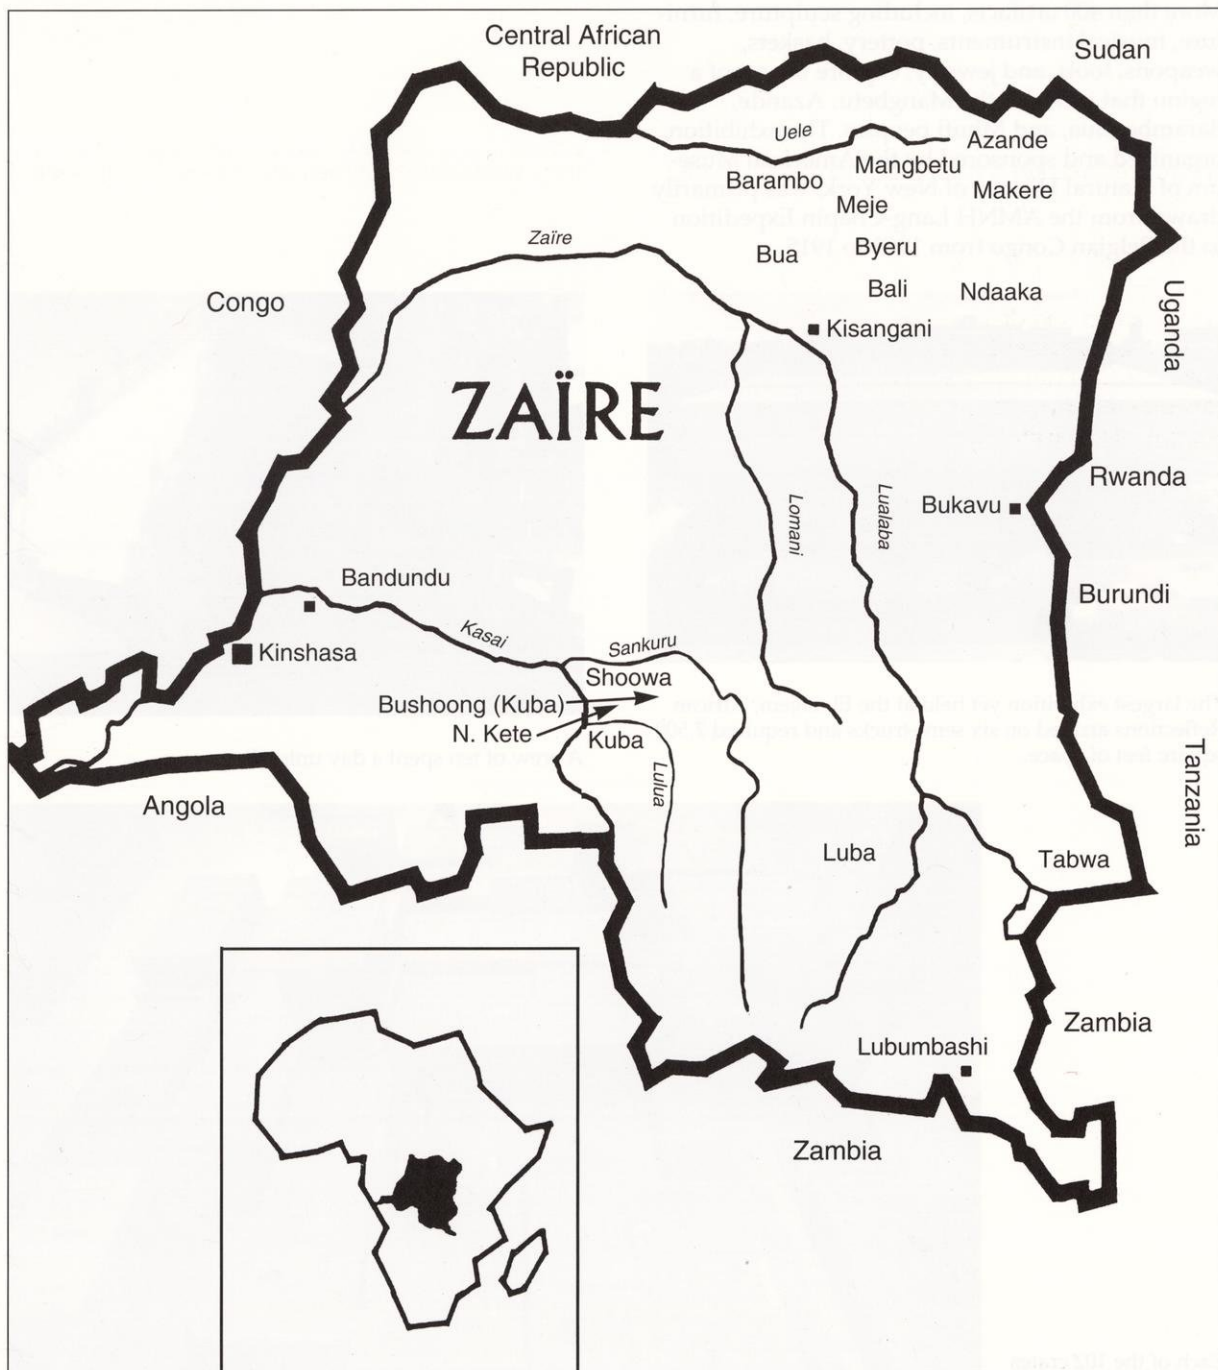 Central African
Republic
Sudan
Uele
Azande
Mangbetu
Barambo
Makere
Meje
Zaïre
Bua
Byeru
Bali
Ndaaka
Congo
Uganda
Kisangani
ZAÏRE
Rwanda
Lomani
Lualaba
Bukavu
Bandundu
Burundi
Kasai
Sankuru
Kinshasa
Shoowa
Bushoong (Kuba)
N. Kete
Kuba
Lulua
Angola
Tanzania
Luba
Tabwa
Zambia
Lubumbashi
Zambia